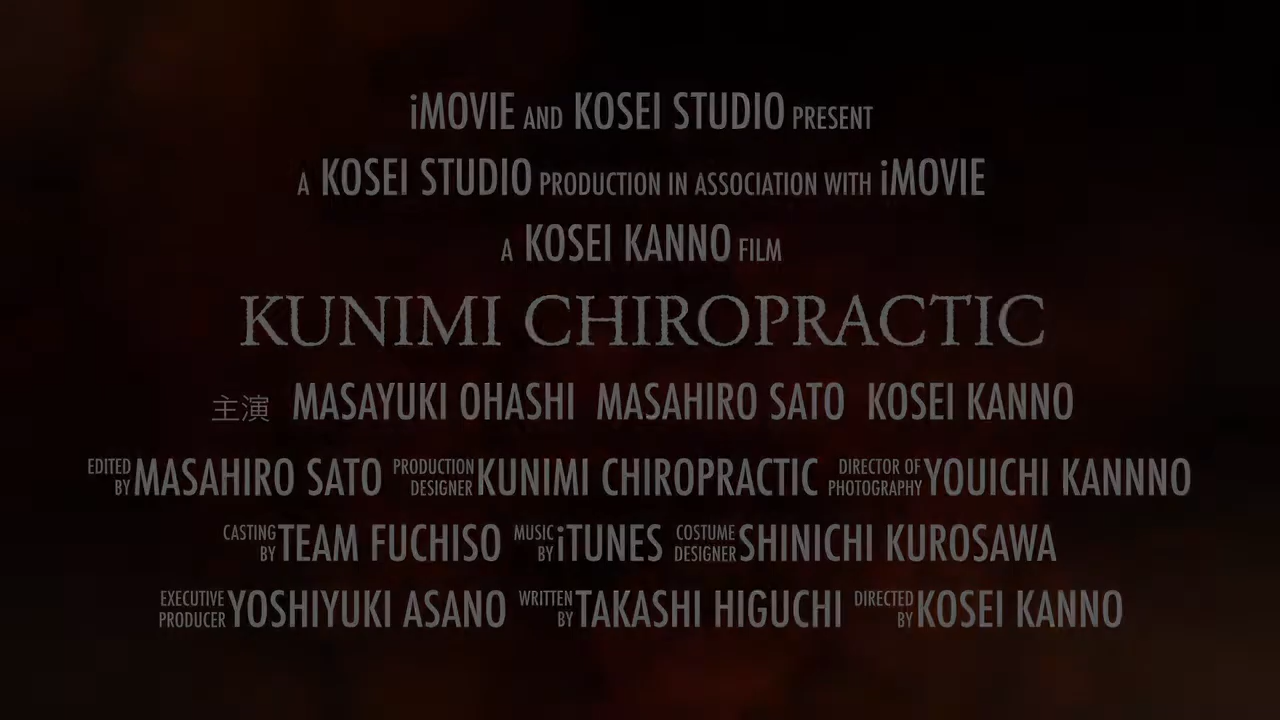 iMOVIE AND KOSEI STUDIO PRESENT
A KOSEI STUDIO PRODUCTION IN ASSOCIATION WITH iMOVIE
A KOSEI KANNO FILM
KUNIMI CHIROPRACTIC
主演 MASAYUKI OHASHI MASAHIRO SATO KOSEI KANNO
EDITED BY MASAHIRO SATO PRODUCTION DESIGNER KUNIMI CHIROPRACTIC DIRECTOR OF PHOTOGRAPHY YOUICHI KANNNO
CASTING BY TEAM FUCHISO MUSIC BY iTUNES COSTUME DESIGNER SHINICHI KUROSAWA
EXECUTIVE PRODUCER YOSHIYUKI ASANO WRITTEN BY TAKASHI HIGUCHI DIRECTED BY KOSEI KANNO